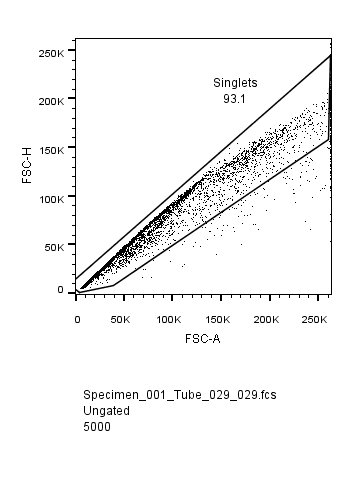 250K
200K
150K
100K
50K
0
FSC-H
Singlets
93.1
0 50K 100K 150K 200K 250K
FSC-A
Specimen_001_Tube_029_029.fcs
Ungated
5000